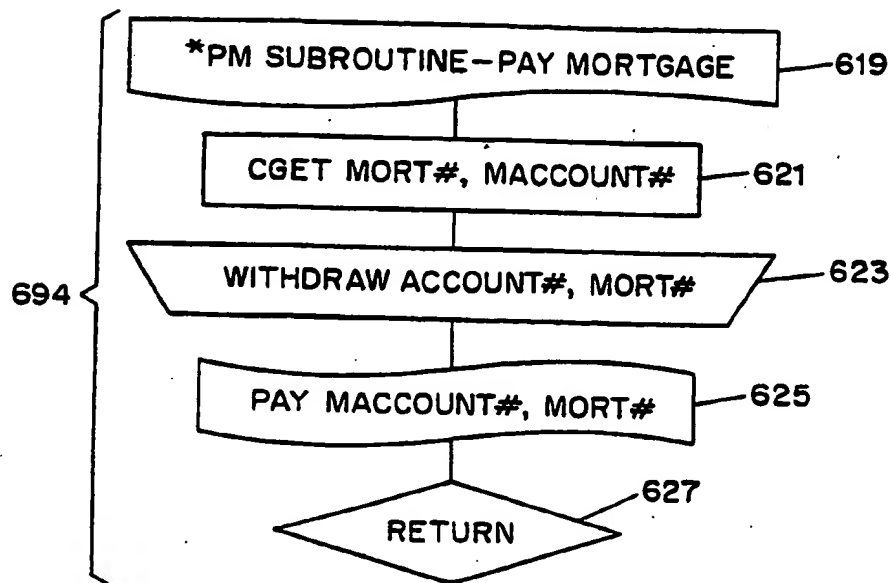 *PM SUBROUTINE-PAY MORTGAGE
619
CGET MORT#, MACCOUNT#
621
WITHDRAW ACCOUNT#, MORT#
623
694
PAY MACCOUNT#, MORT#
625
627
RETURN